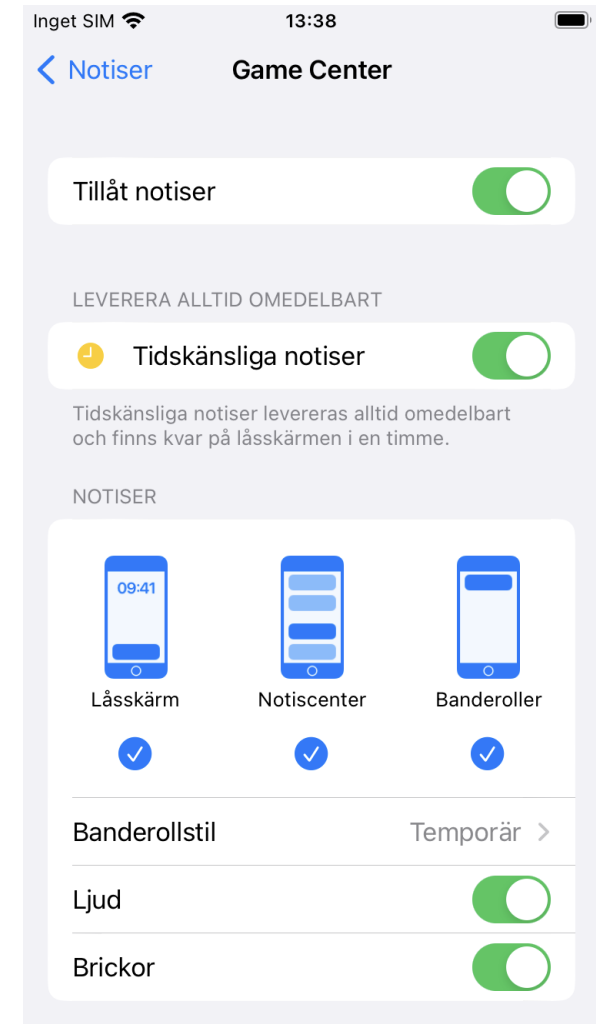 Inget SIM 13:38
Notiser Game Center
Tillåt notiser
LEVERERA ALLTID OMEDELBART
Tidskänsliga notiser
Tidskänsliga notiser levereras alltid omedelbart
och finns kvar på låsskärmen i en timme.
NOTISER
09:41
Låsskärm Notiscenter Banderoller
Banderollstil Temporär
Ljud
Brickor